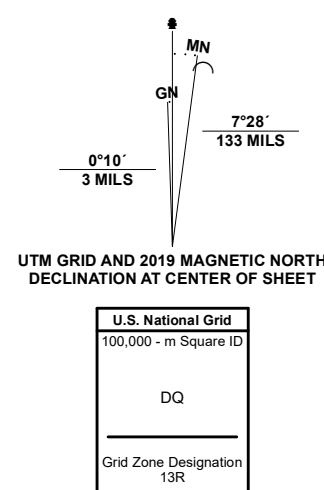 MN
GN
7°28´
133 MILS
0°10´
3 MILS
UTM GRID AND 2019 MAGNETIC NORTH
DECLINATION AT CENTER OF SHEET
U.S. National Grid
100,000 - m Square ID
DQ
Grid Zone Designation
13R